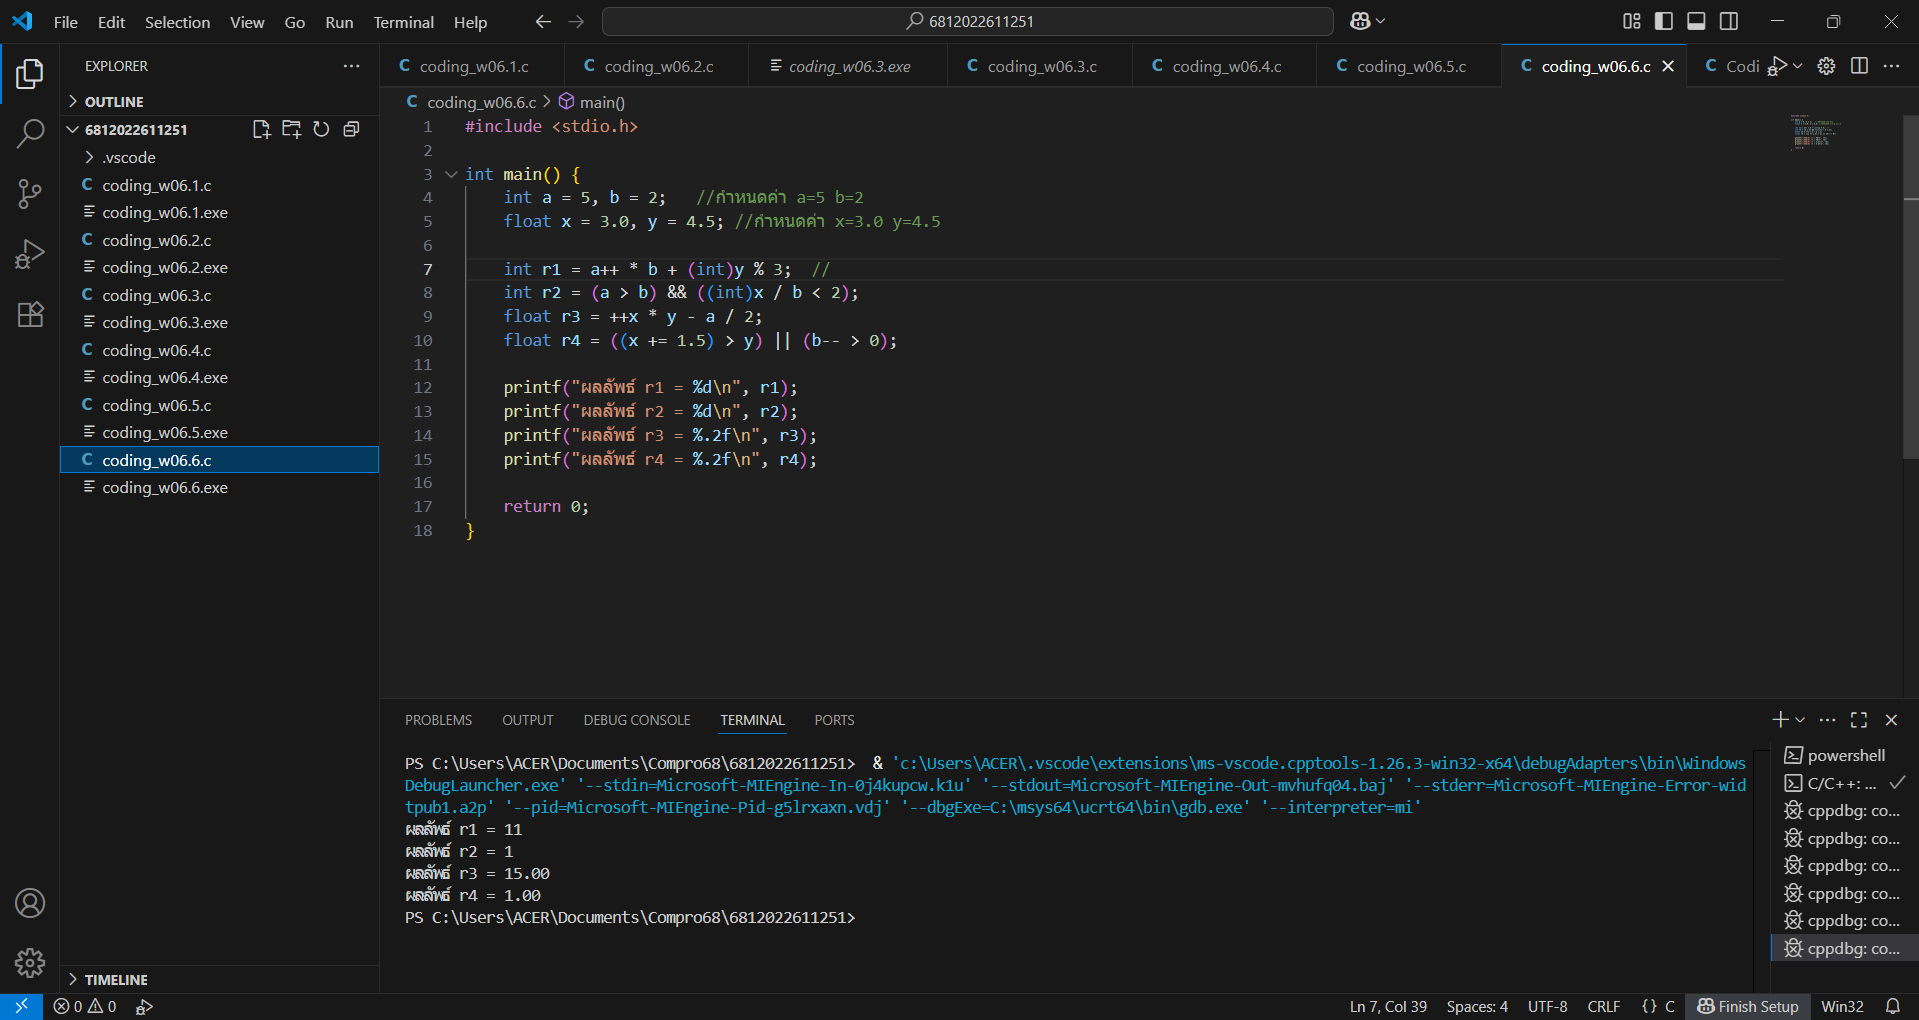 File Edit Selection View Go Run Terminal Help
6812022611251
EXPLORER
OUTLINE
6812022611251
.vscode
coding_w06.1.c
coding_w06.1.exe
coding_w06.2.c
coding_w06.2.exe
coding_w06.3.c
coding_w06.3.exe
coding_w06.4.c
coding_w06.4.exe
coding_w06.5.c
coding_w06.5.exe
coding_w06.6.c
coding_w06.6.exe
TIMELINE
coding_w06.1.c coding_w06.2.c coding_w06.3.exe coding_w06.3.c coding_w06.4.c coding_w06.5.c coding_w06.6.c Codi
coding_w06.6.c > main()
1 #include <stdio.h>
2
3 int main() {
4 int a = 5, b = 2; //กำหนดค่า a=5 b=2
5 float x = 3.0, y = 4.5; //กำหนดค่า x=3.0 y=4.5
6
7 int r1 = a++ * b + (int)y % 3; //
8 int r2 = (a > b) && ((int)x / b < 2);
9 float r3 = ++x * y - a / 2;
10 float r4 = ((x += 1.5) > y) || (b-- > 0);
11
12 printf("ผลลัพธ์ r1 = %d\n", r1);
13 printf("ผลลัพธ์ r2 = %d\n", r2);
14 printf("ผลลัพธ์ r3 = %.2f\n", r3);
15 printf("ผลลัพธ์ r4 = %.2f\n", r4);
16
17 return 0;
18 }
PROBLEMS OUTPUT DEBUG CONSOLE TERMINAL PORTS
PS C:\Users\ACER\Documents\Compro68\6812022611251> & 'c:\Users\ACER\.vscode\extensions\ms-vscode.cpptools-1.26.3-win32-x64\debugAdapters\bin\Windows
DebugLauncher.exe' '--stdin=Microsoft-MIEngine-In-0j4kupcw.k1u' '--stdout=Microsoft-MIEngine-Out-mvhufq04.baj' '--stderr=Microsoft-MIEngine-Error-wid
tpub1.a2p' '--pid=Microsoft-MIEngine-Pid-g5lrxaxn.vdj' '--dbgExe=C:\msys64\ucrt64\bin\gdb.exe' '--interpreter=mi'
ผลลัพธ์ r1 = 11
ผลลัพธ์ r2 = 1
ผลลัพธ์ r3 = 15.00
ผลลัพธ์ r4 = 1.00
PS C:\Users\ACER\Documents\Compro68\6812022611251>
powershell
C/C++: ...
cppdbg: co...
cppdbg: co...
cppdbg: co...
cppdbg: co...
cppdbg: co...
cppdbg: co...
0 0 Ln 7, Col 39 Spaces: 4 UTF-8 CRLF {} C Finish Setup Win32